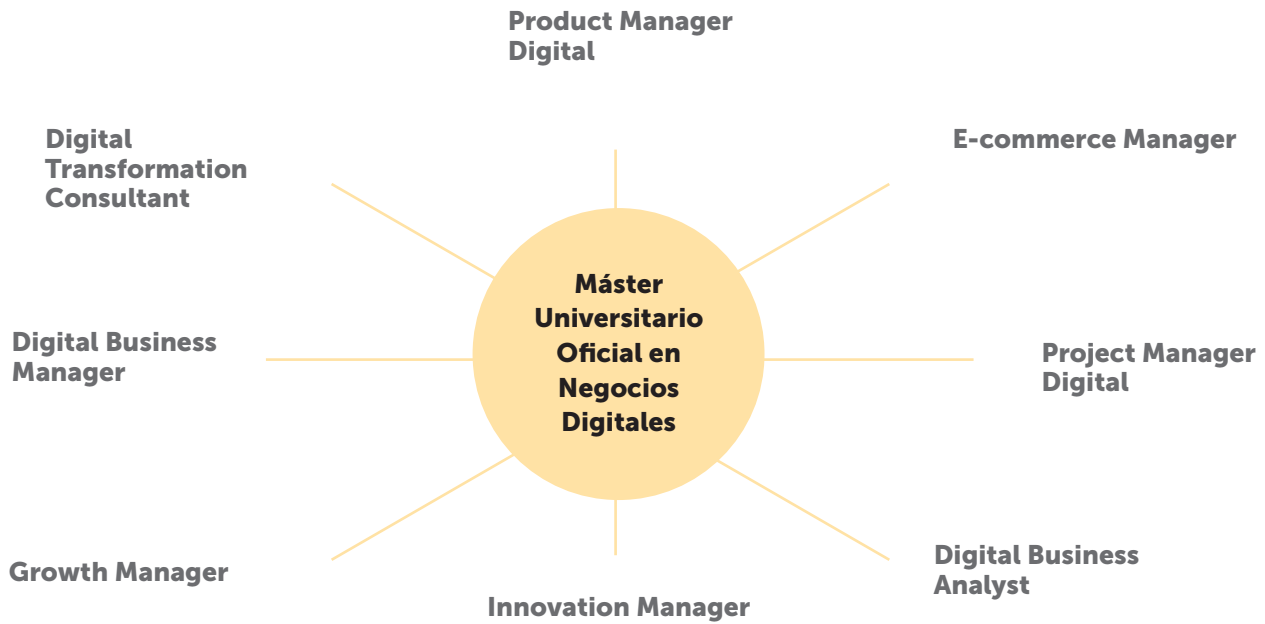 Product Manager
Digital
Digital
Transformation
Consultant
E-commerce Manager
Máster
Universitario
Oficial en
Negocios
Digitales
Digital Business
Manager
Project Manager
Digital
Growth Manager
Innovation Manager
Digital Business
Analyst